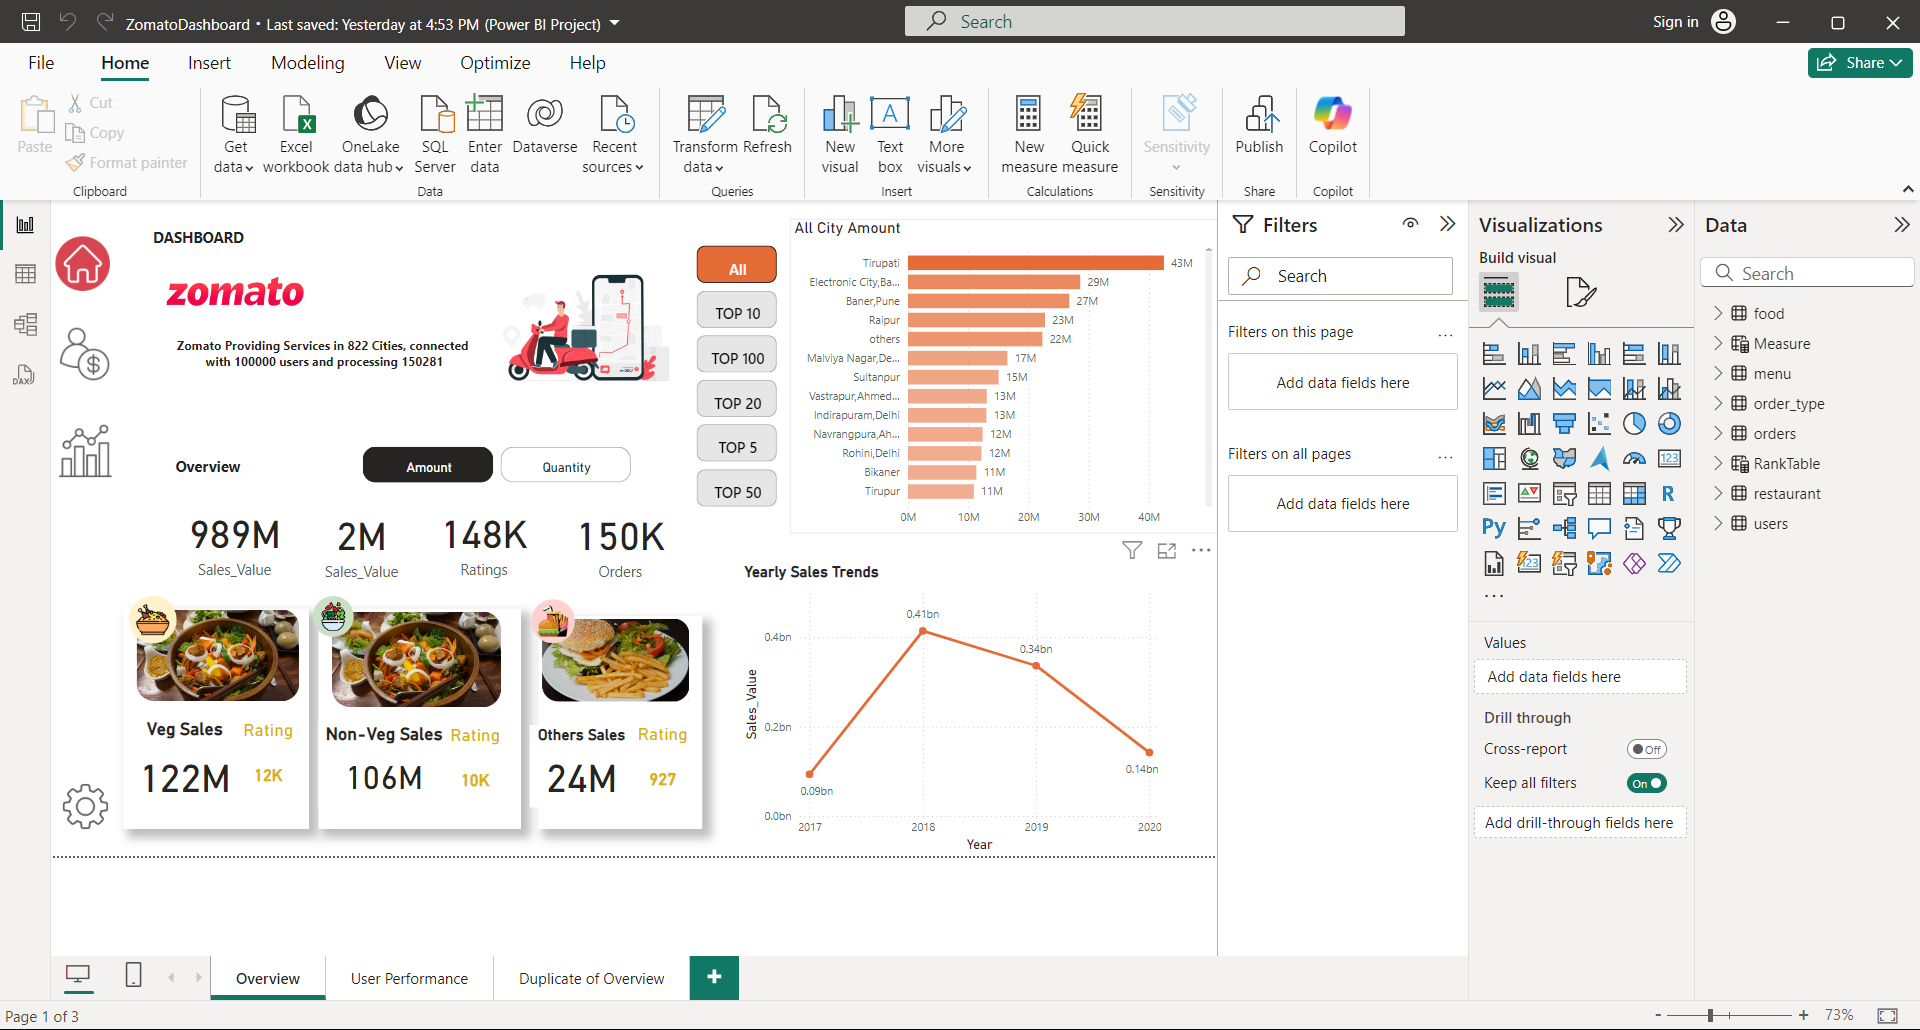 ZomatoDashboard • Last saved: Yesterday at 4:53 PM (Power BI Project)
Search
Sign in
File Home Insert Modeling View Optimize Help
Share
Paste
Cut
Copy
Format painter
Clipboard
Get data
Excel workbook
OneLake data hub
SQL Server
Enter data
Dataverse
Recent sources
Data
Transform data
Refresh
Queries
New visual
Text box
More visuals
Insert
New measure
Quick measure
Calculations
Sensitivity
Sensitivity
Publish
Share
Copilot
Copilot
DAX
DASHBOARD
zomato
Zomato Providing Services in 822 Cities, connected
with 100000 users and processing 150281
All
TOP 10
TOP 100
TOP 20
TOP 5
TOP 50
Overview
Amount
Quantity
989M
Sales_Value
2M
Sales_Value
148K
Ratings
150K
Orders
Veg Sales Rating
122M 12K
Non-Veg Sales Rating
106M 10K
Others Sales Rating
24M 927
All City Amount
Tirupati 43M
Electronic City,Ba... 29M
Baner,Pune 27M
Raipur 23M
others 22M
Malviya Nagar,De... 17M
Sultanpur 15M
Vastrapur,Ahmed... 13M
Indirapuram,Delhi 13M
Navrangpura,Ah... 12M
Rohini,Delhi 12M
Bikaner 11M
Tirupur 11M
0M 10M 20M 30M 40M
Yearly Sales Trends
Sales_Value
0.4bn
0.2bn
0.0bn
0.09bn
0.41bn
0.34bn
0.14bn
2017 2018 2019 2020
Year
Filters
Search
Filters on this page
...
Add data fields here
Filters on all pages
...
Add data fields here
Visualizations
Build visual
123
R
Py
123
...
Values
Add data fields here
Drill through
Cross-report Off
Keep all filters On
Add drill-through fields here
Data
Search
food
Measure
menu
order_type
orders
RankTable
restaurant
users
Overview
User Performance
Duplicate of Overview
+
Page 1 of 3
- + 73%